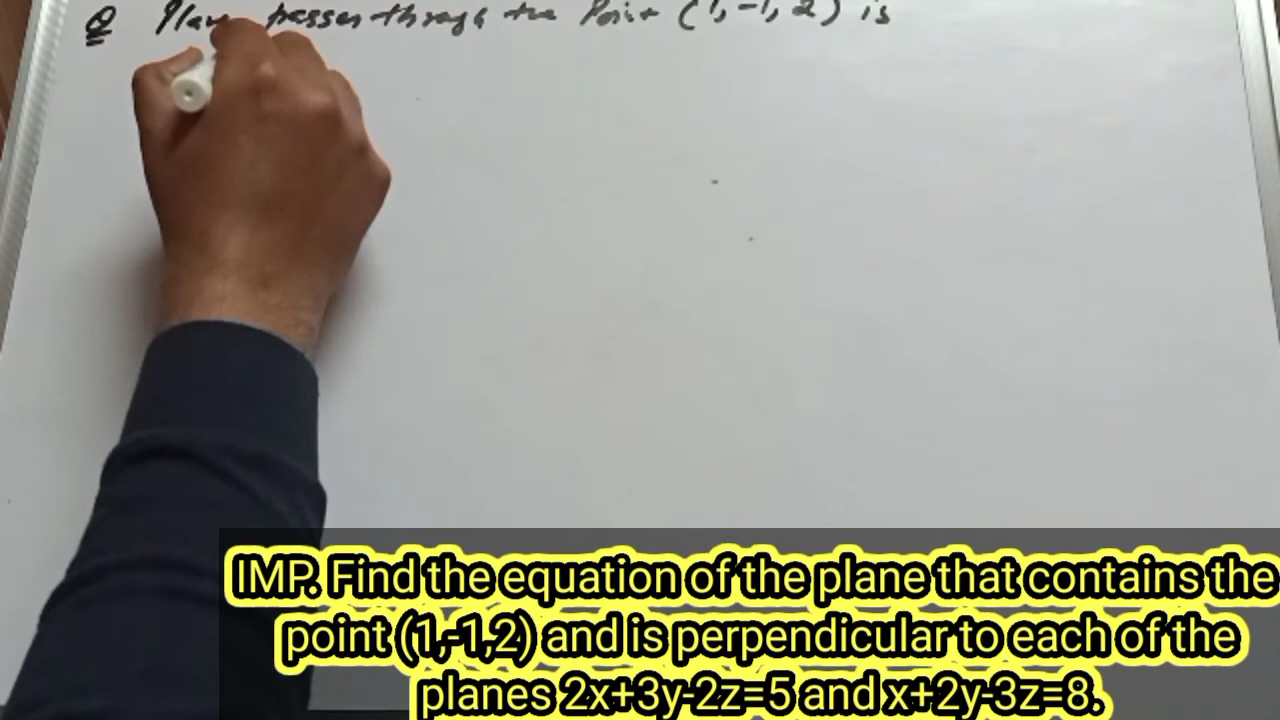 Q passes through the Point (1,-1,2) is
IMP. Find the equation of the plane that contains the
point (1,-1,2) and is perpendicular to each of the
planes 2x+3y-2z=5 and x+2y-3z=8.